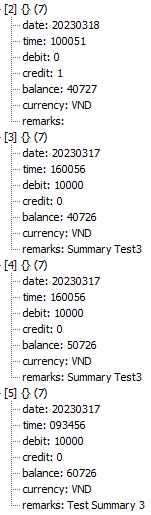 [2] {} (7)
date: 20230318
time: 100051
debit: 0
credit: 1
balance: 40727
currency: VND
remarks:
[3] {} (7)
date: 20230317
time: 160056
debit: 10000
credit: 0
balance: 40726
currency: VND
remarks: Summary Test3
[4] {} (7)
date: 20230317
time: 160056
debit: 10000
credit: 0
balance: 50726
currency: VND
remarks: Summary Test3
[5] {} (7)
date: 20230317
time: 093456
debit: 10000
credit: 0
balance: 60726
currency: VND
remarks: Test Summary 3